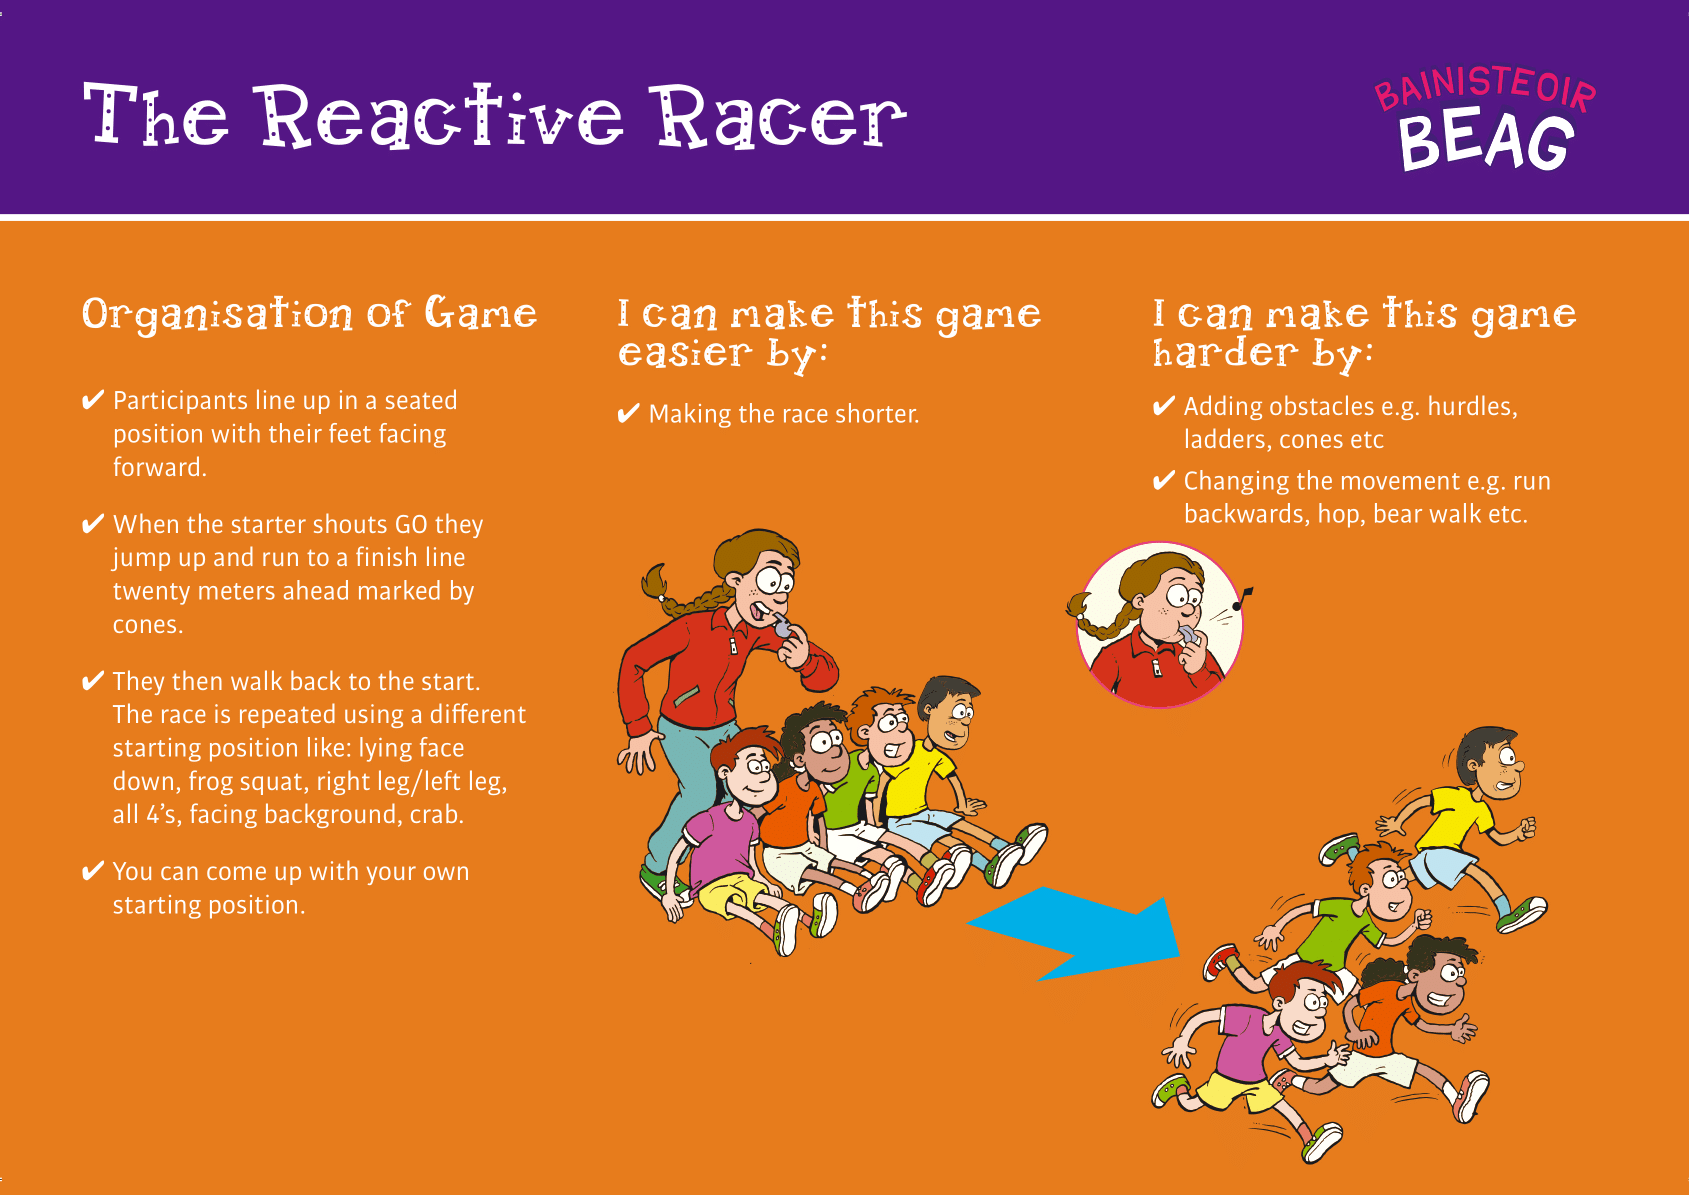 The Reactive Racer
BAINISTEOIR
BEAG
Organisation of Game
✔ Participants line up in a seated
position with their feet facing
forward.
✔ When the starter shouts GO they
jump up and run to a finish line
twenty meters ahead marked by
cones.
✔ They then walk back to the start.
The race is repeated using a different
starting position like: lying face
down, frog squat, right leg/left leg,
all 4’s, facing background, crab.
✔ You can come up with your own
starting position.
I can make this game
easier by:
✔ Making the race shorter.
I can make this game
harder by:
✔ Adding obstacles e.g. hurdles,
ladders, cones etc
✔ Changing the movement e.g. run
backwards, hop, bear walk etc.